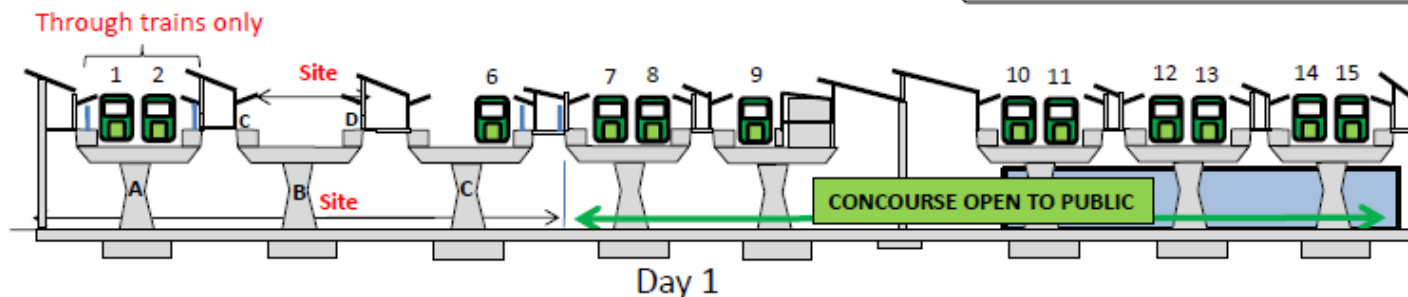 Through trains only
1 2 Site 6 7 8 9 10 11 12 13 14 15
C D
A B C
Site
CONCOURSE OPEN TO PUBLIC
Day 1